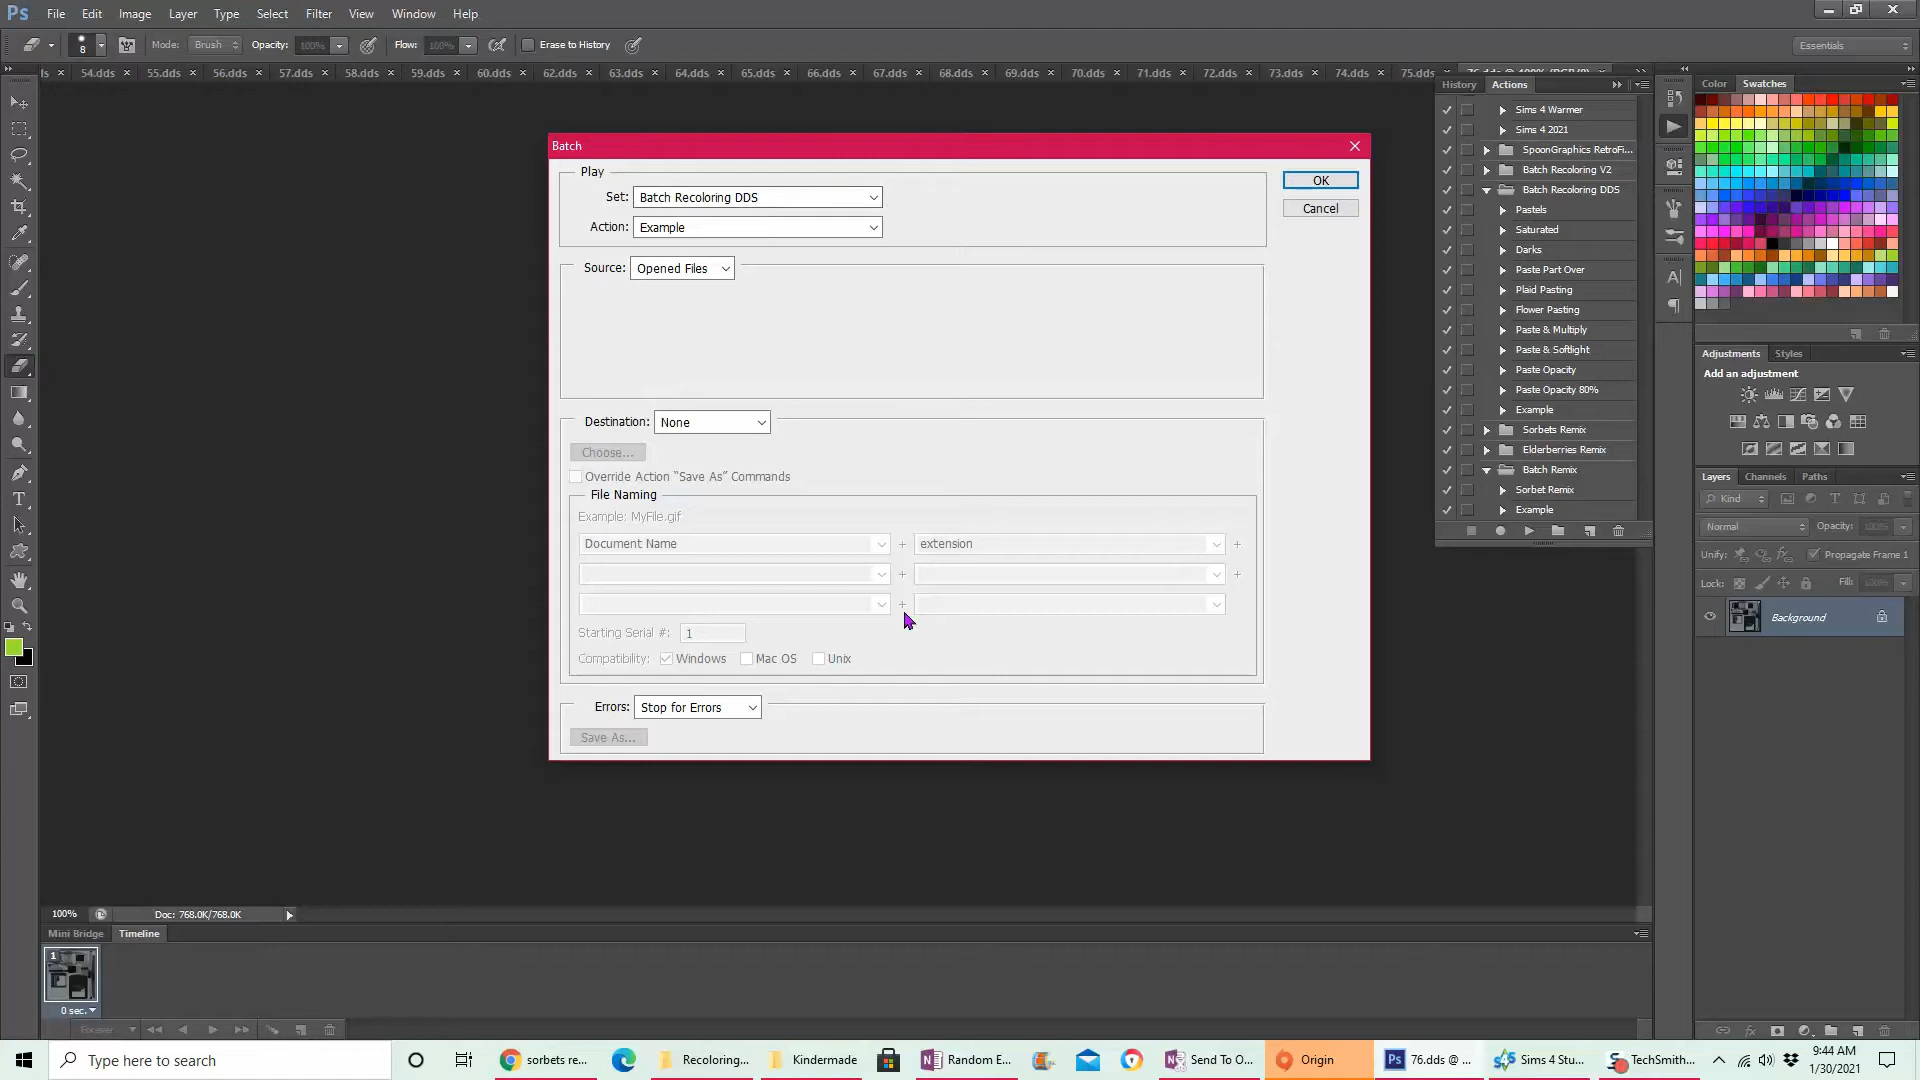 Ps File Edit Image Layer Type Select Filter View Window Help
8 Mode: Brush Opacity: 100% Flow: 100% Erase to History Essentials
ls 54.dds 55.dds 56.dds 57.dds 58.dds 59.dds 60.dds 62.dds 63.dds 64.dds 65.dds 66.dds 67.dds 68.dds 69.dds 70.dds 71.dds 72.dds 73.dds 74.dds 75.dds
History Actions
Sims 4 Warmer
Sims 4 2021
SpoonGraphics RetroFi...
Batch Recoloring V2
Batch Recoloring DDS
Pastels
Saturated
Darks
Paste Part Over
Plaid Pasting
Flower Pasting
Paste & Multiply
Paste & Softlight
Paste Opacity
Paste Opacity 80%
Example
Sorbets Remix
Elderberries Remix
Batch Remix
Sorbet Remix
Example
Color Swatches
Adjustments Styles
Add an adjustment
Layers Channels Paths
Kind
Normal Opacity: 100%
Unify: Propagate Frame 1
Lock: Fill: 100%
Background
Batch
Play
Set: Batch Recoloring DDS
Action: Example
OK
Cancel
Source: Opened Files
Destination: None
Choose...
Override Action “Save As” Commands
File Naming
Example: MyFile.gif
Document Name + extension +
+ +
+
Starting Serial #: 1
Compatibility: Windows Mac OS Unix
Errors: Stop for Errors
Save As...
100% Doc: 768.0K/768.0K
Mini Bridge Timeline
1
0 sec.
Forever
Type here to search
sorbets re...
Recoloring...
Kindermade
Random E...
Send To O...
Origin
76.dds @ ...
Sims 4 Stu...
TechSmith...
9:44 AM
1/30/2021